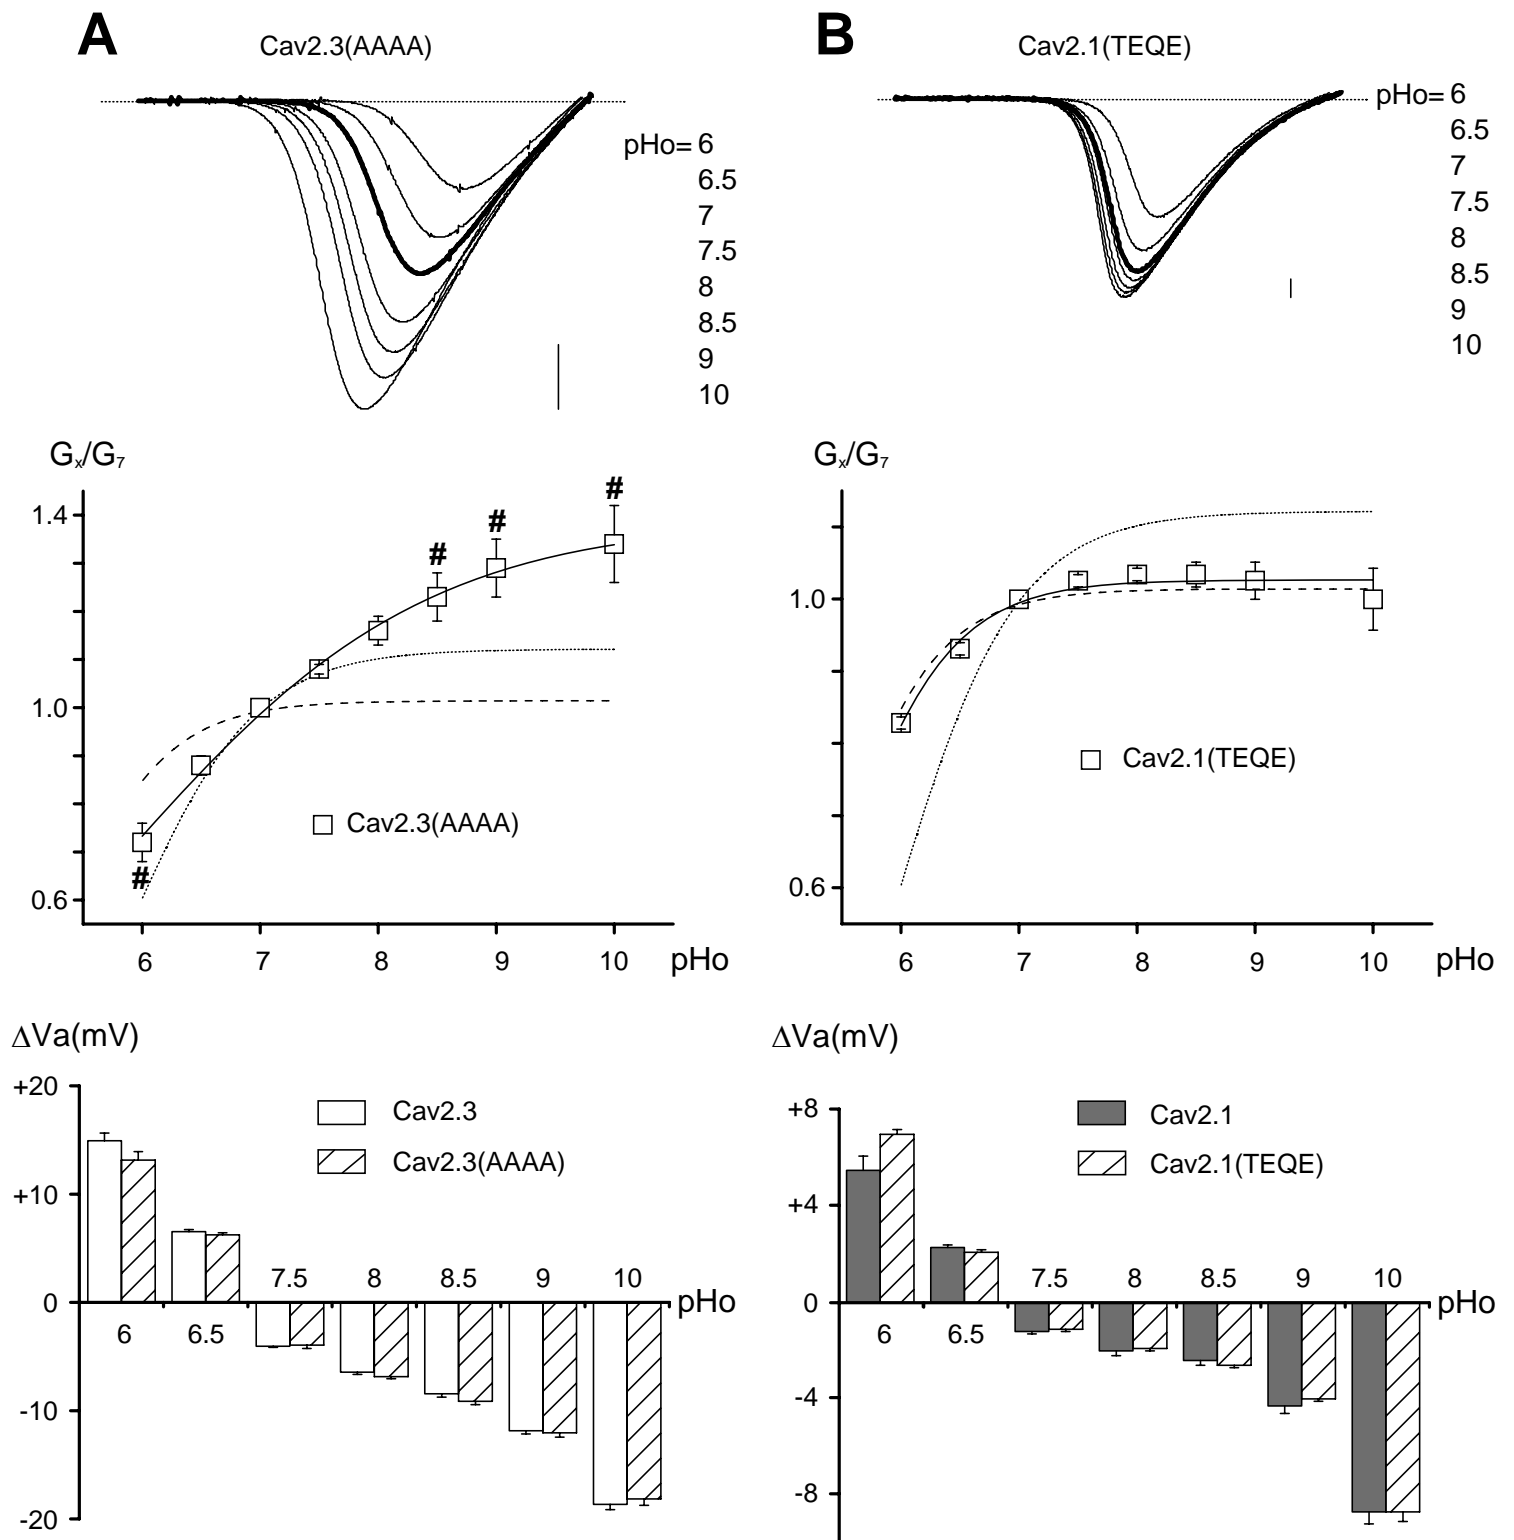 A
Cav2.3(AAAA)
pHo= 6
6.5
7
7.5
8
8.5
9
10
Gx/G7
1.4
1.0
0.6
#
#
#
#
Cav2.3(AAAA)
6 7 8 9 10 pHo
ΔVa(mV)
+20
+10
0
-10
-20
Cav2.3
Cav2.3(AAAA)
7.5 8 8.5 9 10
pHo
6 6.5
B
Cav2.1(TEQE)
pHo= 6
6.5
7
7.5
8
8.5
9
10
Gx/G7
1.0
0.6
Cav2.1(TEQE)
6 7 8 9 10 pHo
ΔVa(mV)
+8
+4
0
-4
-8
Cav2.1
Cav2.1(TEQE)
7.5 8 8.5 9 10
pHo
6 6.5